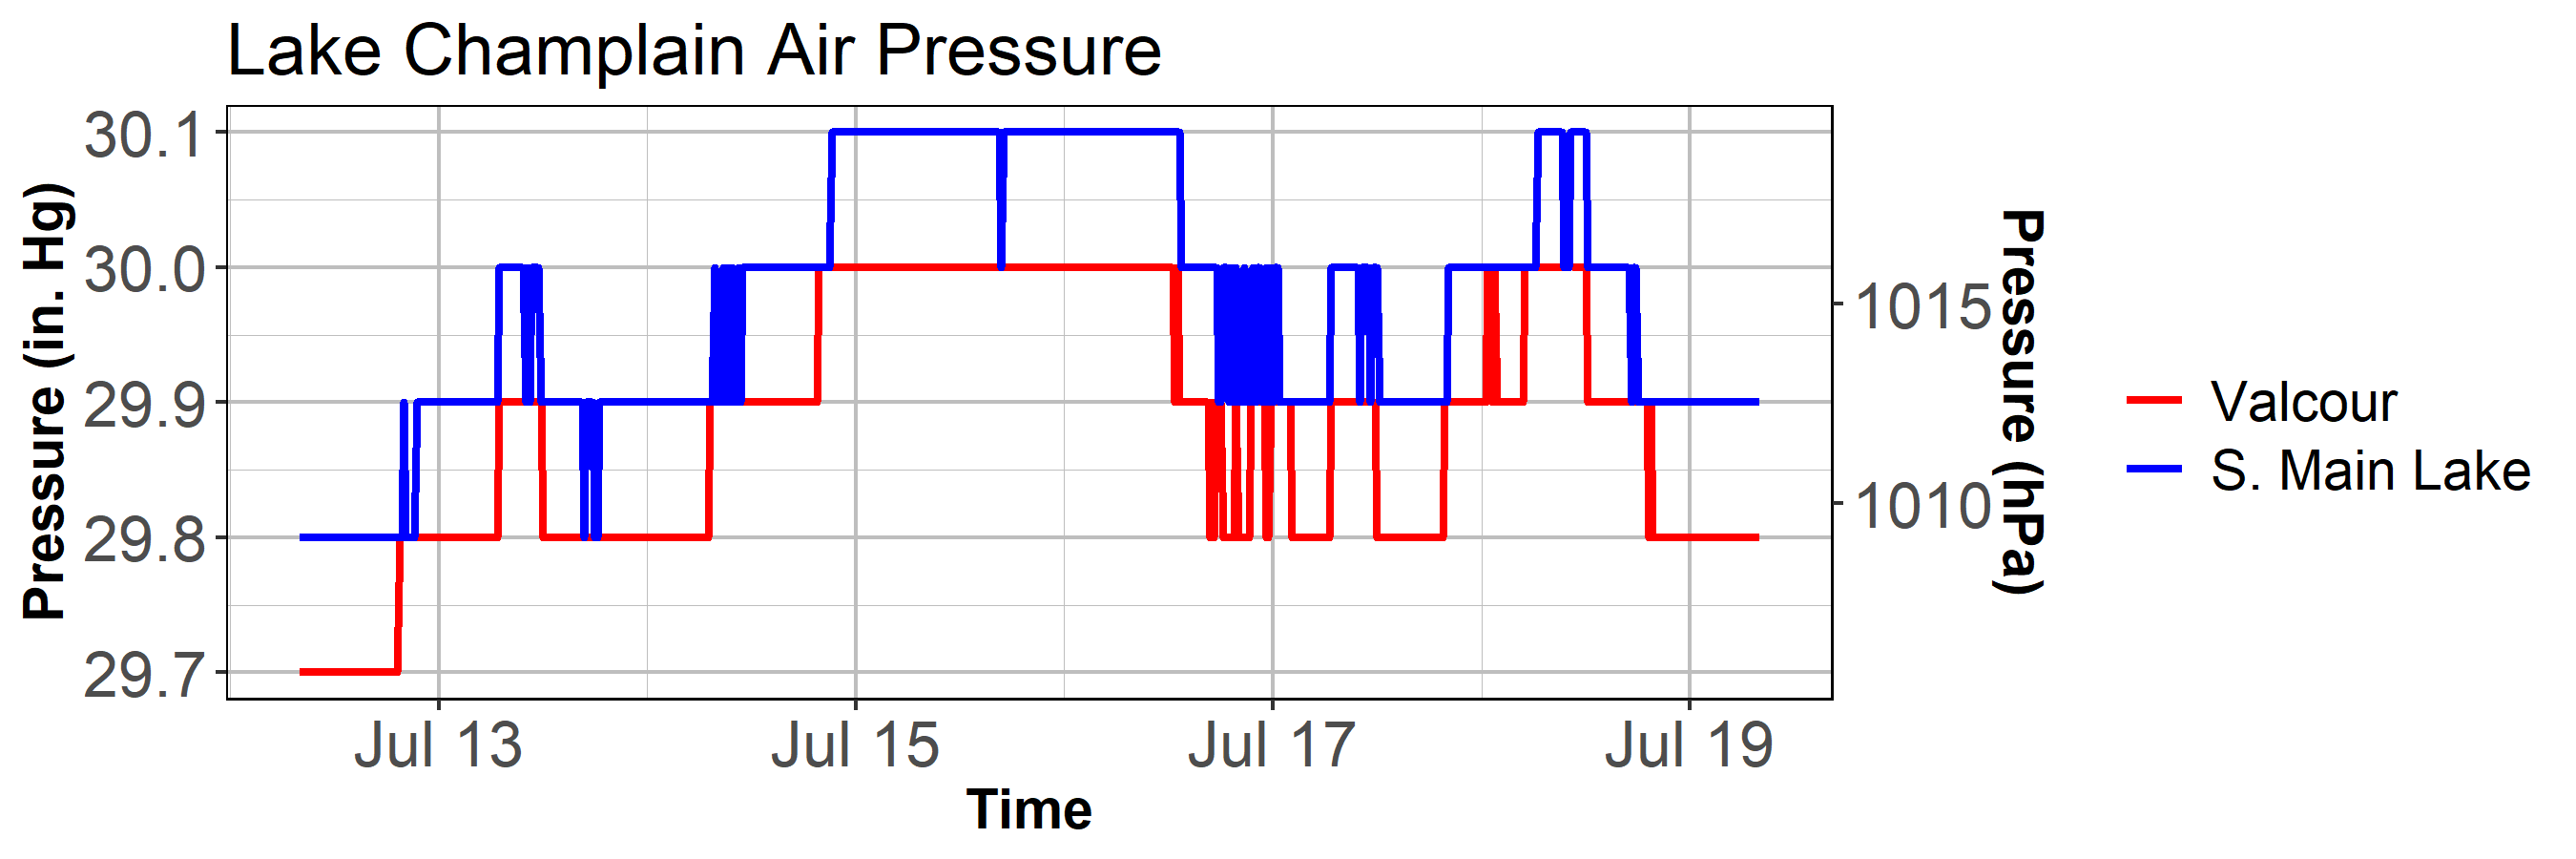 Lake Champlain Air Pressure
Pressure (in. Hg)
30.1
30.0
29.9
29.8
29.7
Jul 13 Jul 15 Jul 17 Jul 19
Time
1015
1010
Pressure (hPa)
Valcour
S. Main Lake